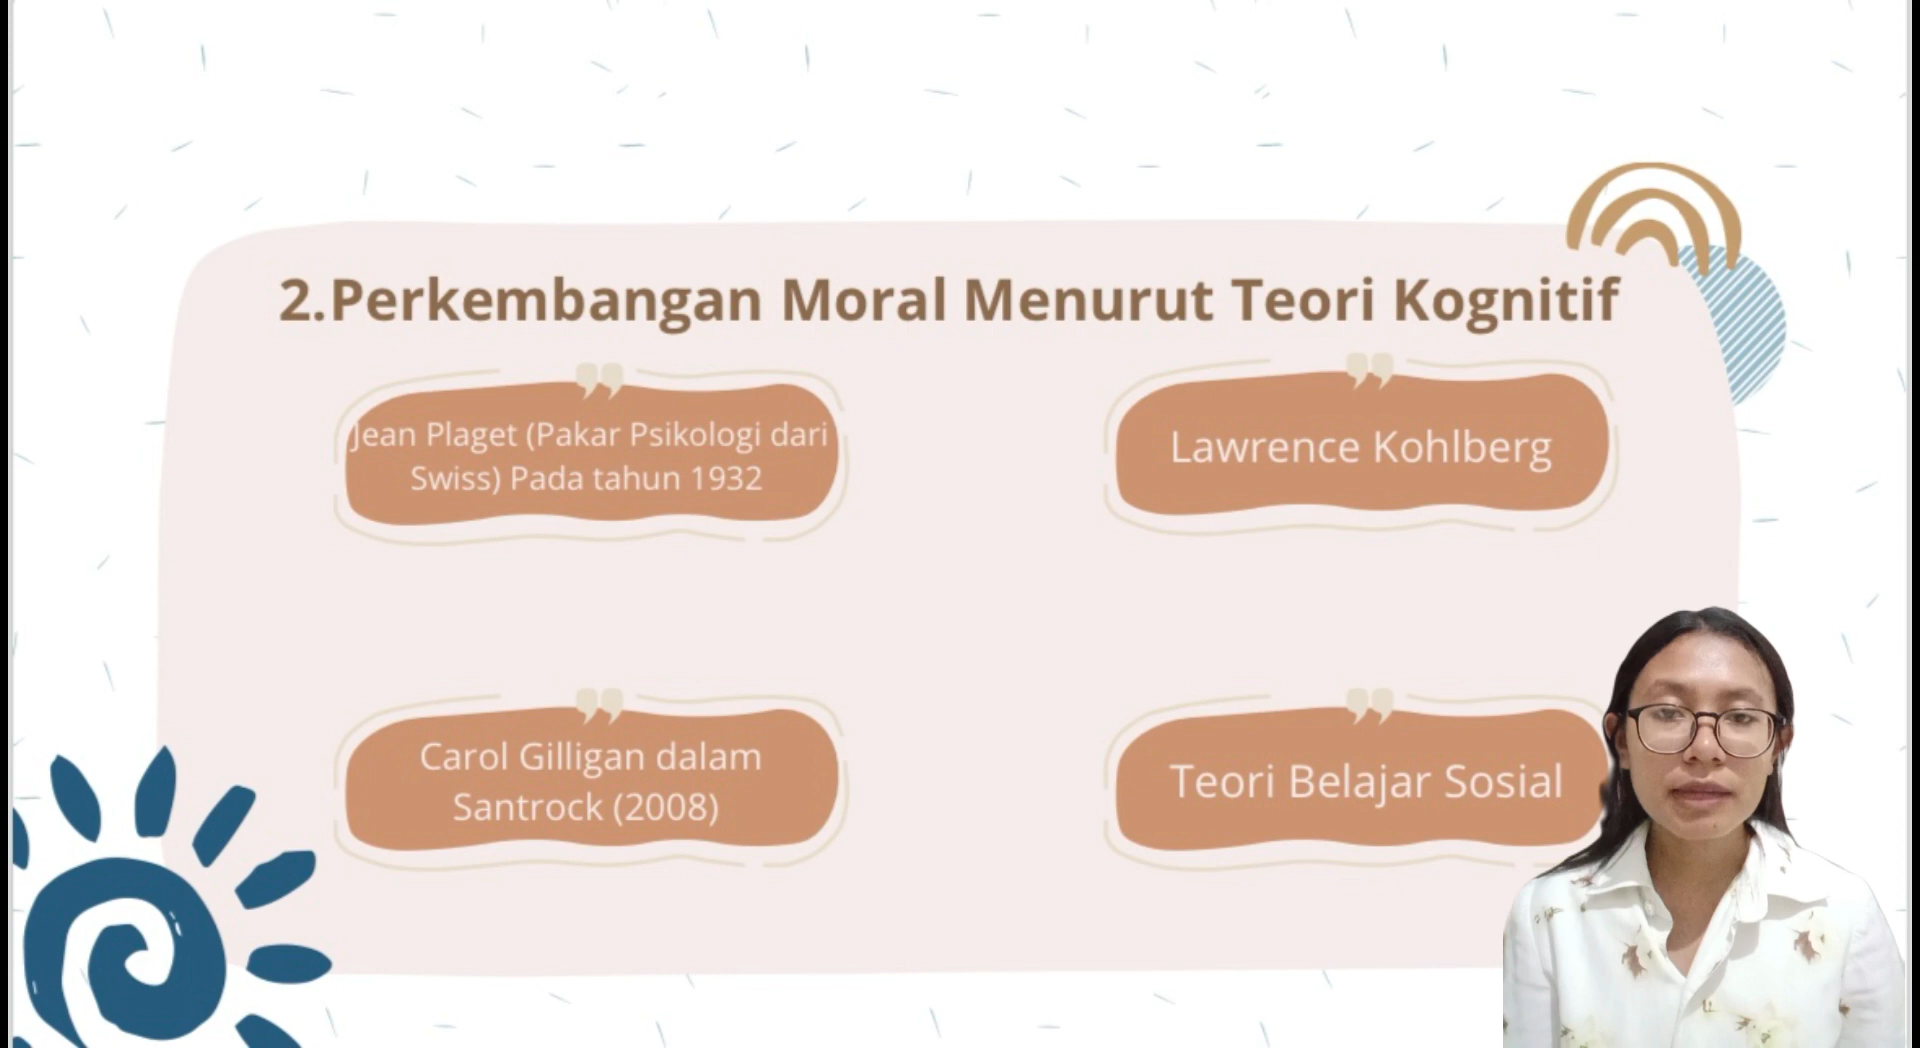 2.Perkembangan Moral Menurut Teori Kognitif
Jean Plaget (Pakar Psikologi dari
Swiss) Pada tahun 1932
Lawrence Kohlberg
Carol Gilligan dalam
Santrock (2008)
Teori Belajar Sosial